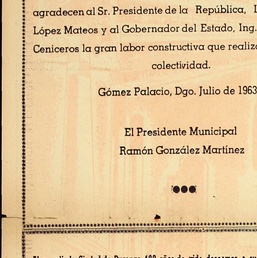 agradecen al Sr. Presidente de la República,
López Mateos y al Gobernador del Estado, Ing.
Ceniceros la gran labor constructiva que realiza
colectividad.
Gómez Palacio, Dgo. Julio de 1963
El Presidente Municipal
Ramón González Martínez